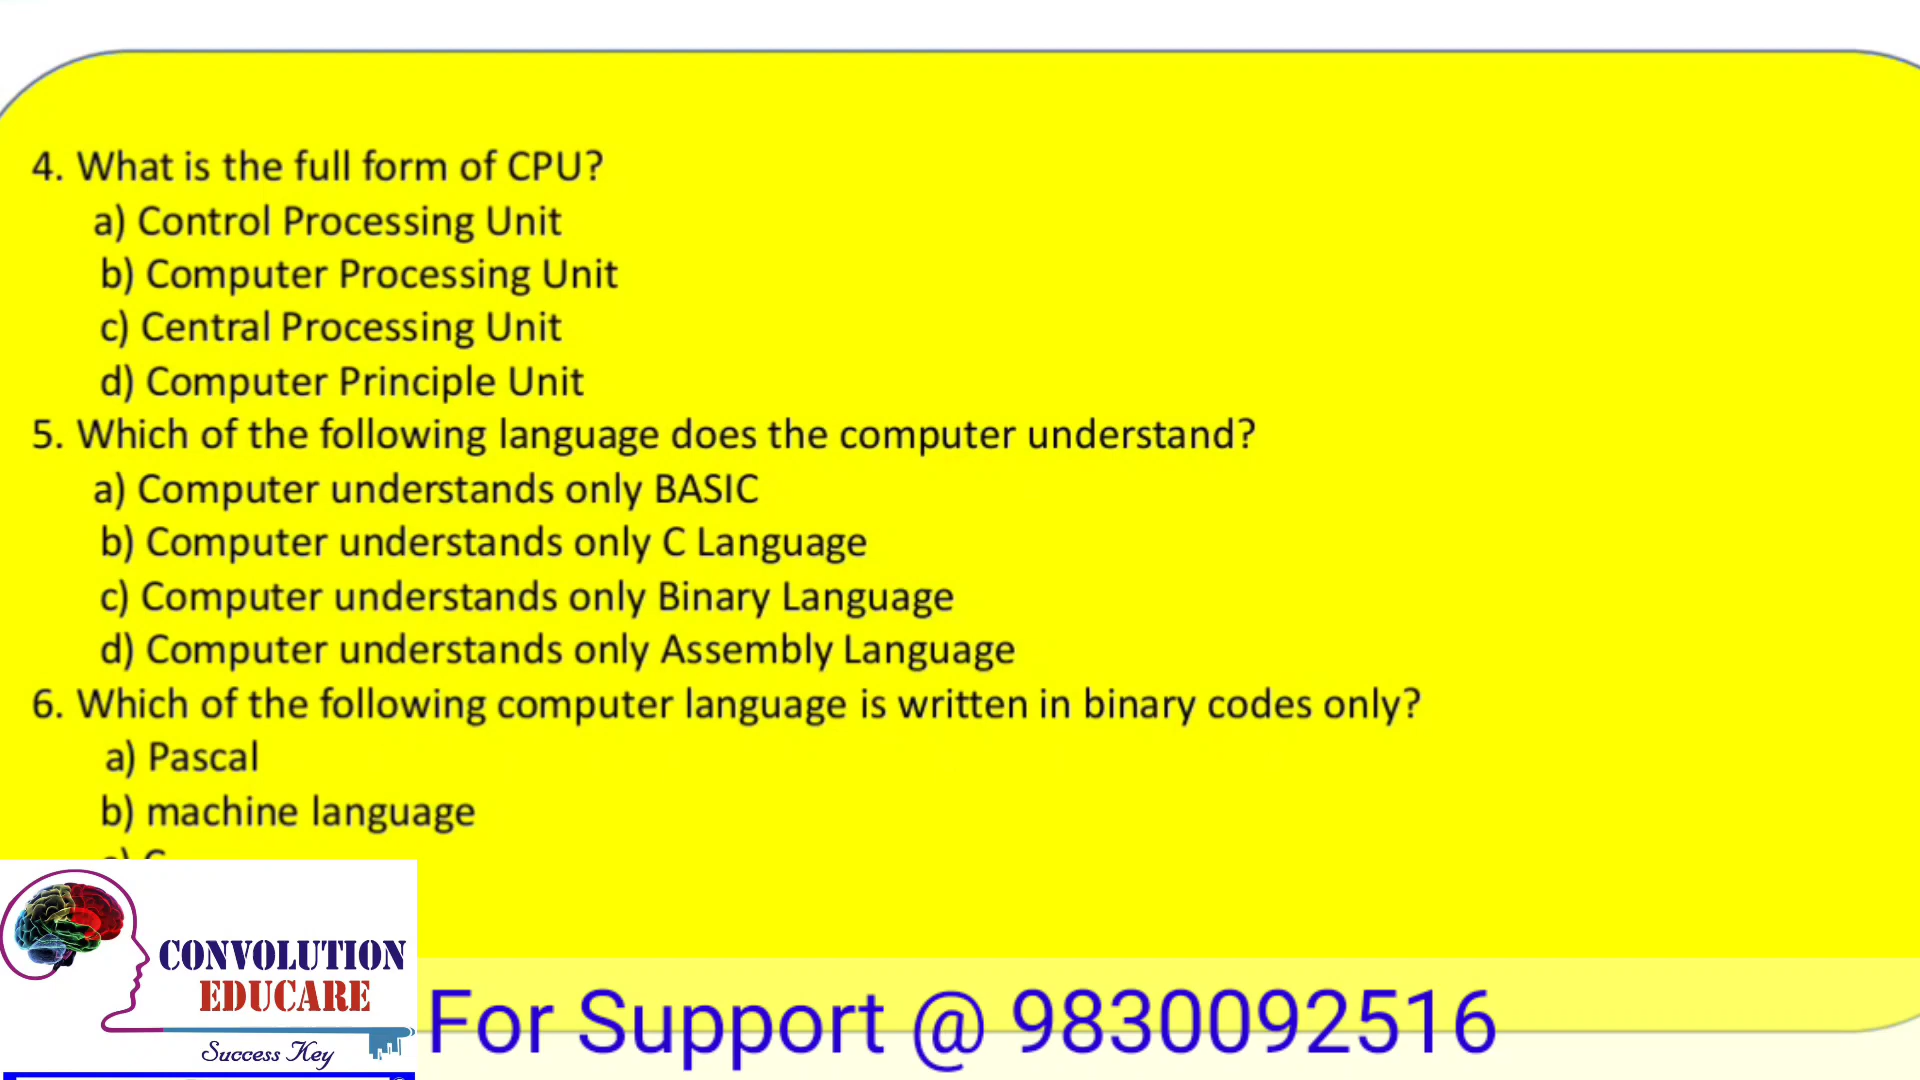 4. What is the full form of CPU?
a) Control Processing Unit
b) Computer Processing Unit
c) Central Processing Unit
d) Computer Principle Unit
5. Which of the following language does the computer understand?
a) Computer understands only BASIC
b) Computer understands only C Language
c) Computer understands only Binary Language
d) Computer understands only Assembly Language
6. Which of the following computer language is written in binary codes only?
a) Pascal
b) machine language
CONVOLUTION
EDUCARE
Success Key
For Support @ 9830092516